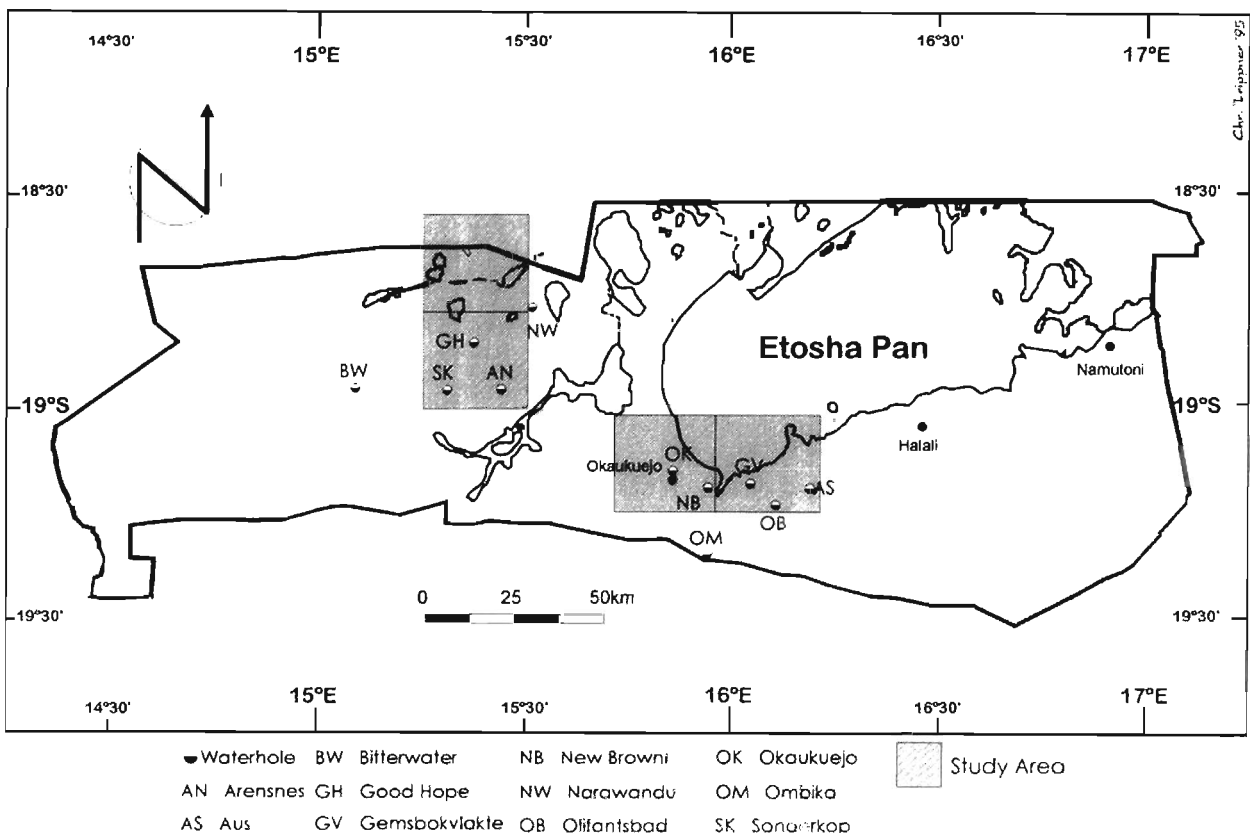 14°30' 15°E 15°30' 16°E 16°30' 17°E
18°30' 18°30'
NW
GH
Etosha Pan
BW SK AN
Namutoni
19°S 19°S
Halali
OK
Okaukuejo GV
NB AS
OB
OM
0 25 50km
19°30' 19°30'
15°E 16°E 17°E
14°30' 15°30' 16°30'
Waterhole BW Bitterwater NB New Browni OK Okaukuejo
Study Area
AN Arensnes GH Good Hope NW Narawandu OM Ombika
AS Aus GV Gemsbokvlakte OB Olifantsbad SK Sonderkop